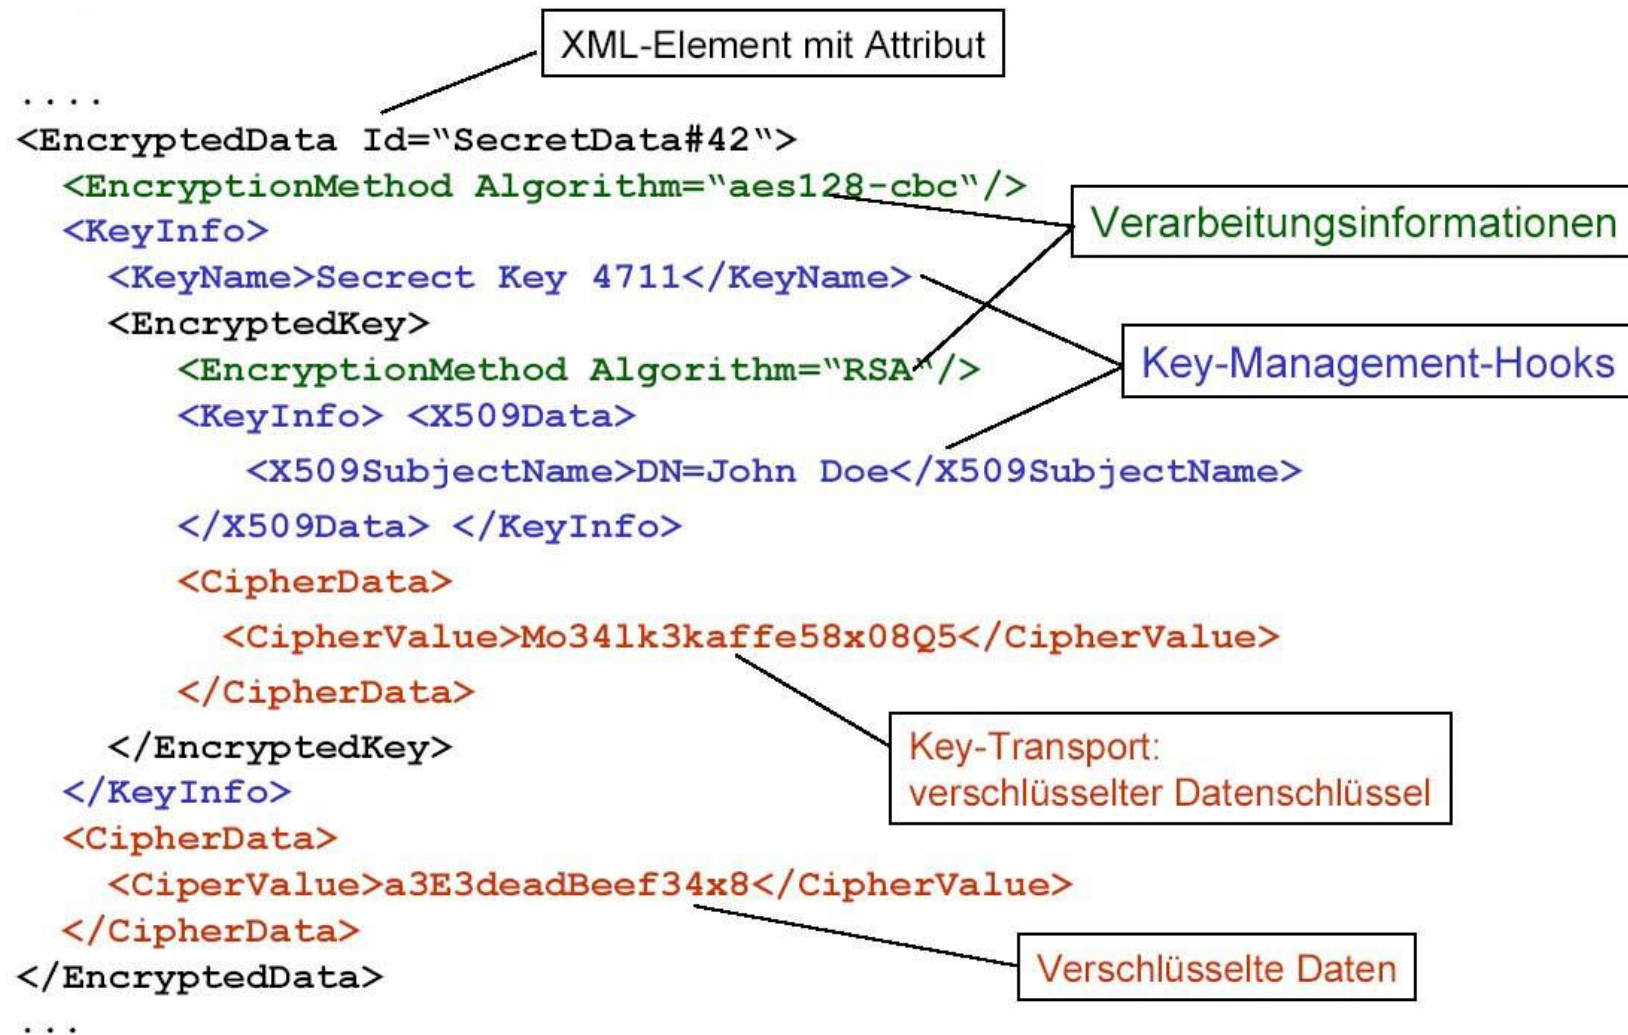 XML-Element mit Attribut
....
<EncryptedData Id=“SecretData#42“>
<EncryptionMethod Algorithm=“aes128-cbc“/>
Verarbeitungsinformationen
<KeyInfo>
<KeyName>Secrect Key 4711</KeyName>
<EncryptedKey>
<EncryptionMethod Algorithm=“RSA“/>
Key-Management-Hooks
<KeyInfo> <X509Data>
<X509SubjectName>DN=John Doe</X509SubjectName>
</X509Data> </KeyInfo>
<CipherData>
<CipherValue>Mo34lk3kaffe58x08Q5</CipherValue>
</CipherData>
</EncryptedKey>
Key-Transport:
verschlüsselter Datenschlüssel
</KeyInfo>
<CipherData>
<CiperValue>a3E3deadBeef34x8</CipherValue>
</CipherData>
Verschlüsselte Daten
</EncryptedData>
...